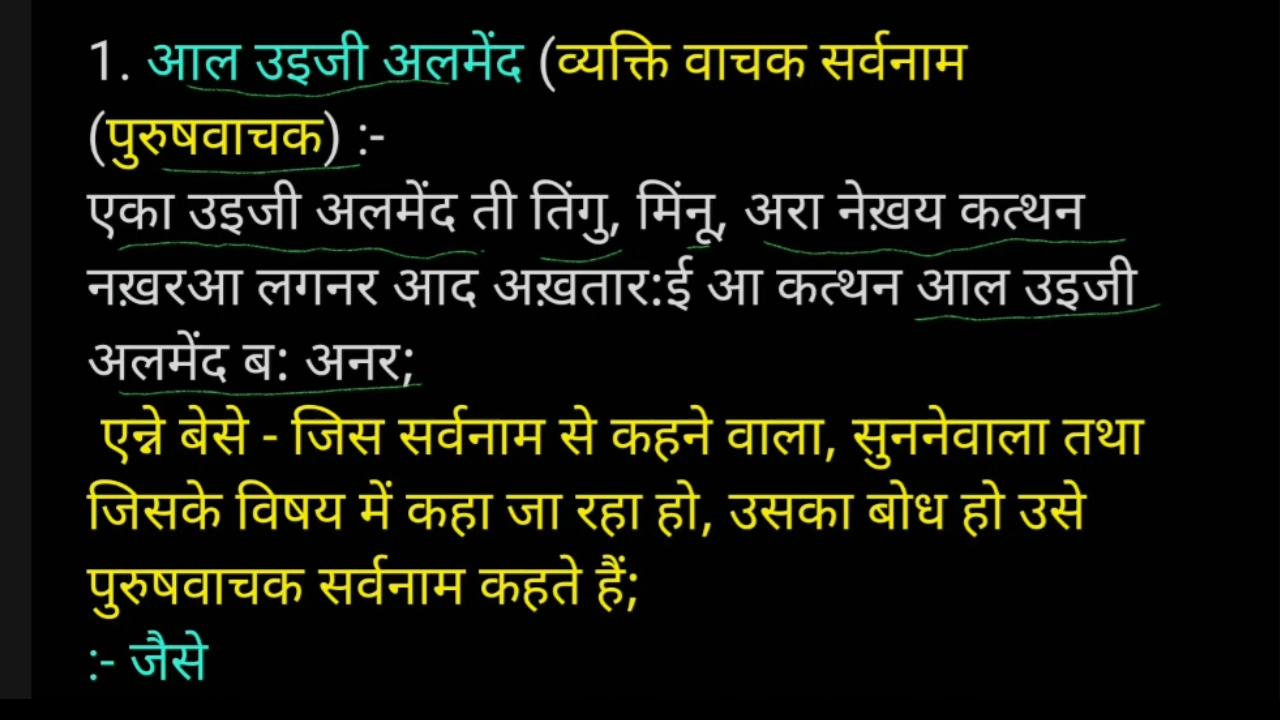 1. आल उइजी अलमेंद (व्यक्ति वाचक सर्वनाम
(पुरुषवाचक) :-
एका उइजी अलमेंद ती तिंगु, मिंनू, अरा नेख़य कत्थन
नख़रआ लगनर आद अख़तार:ई आ कत्थन आल उइजी
अलमेंद ब: अनर;
एन्ने बेसे - जिस सर्वनाम से कहने वाला, सुननेवाला तथा
जिसके विषय में कहा जा रहा हो, उसका बोध हो उसे
पुरुषवाचक सर्वनाम कहते हैं;
:- जैसे